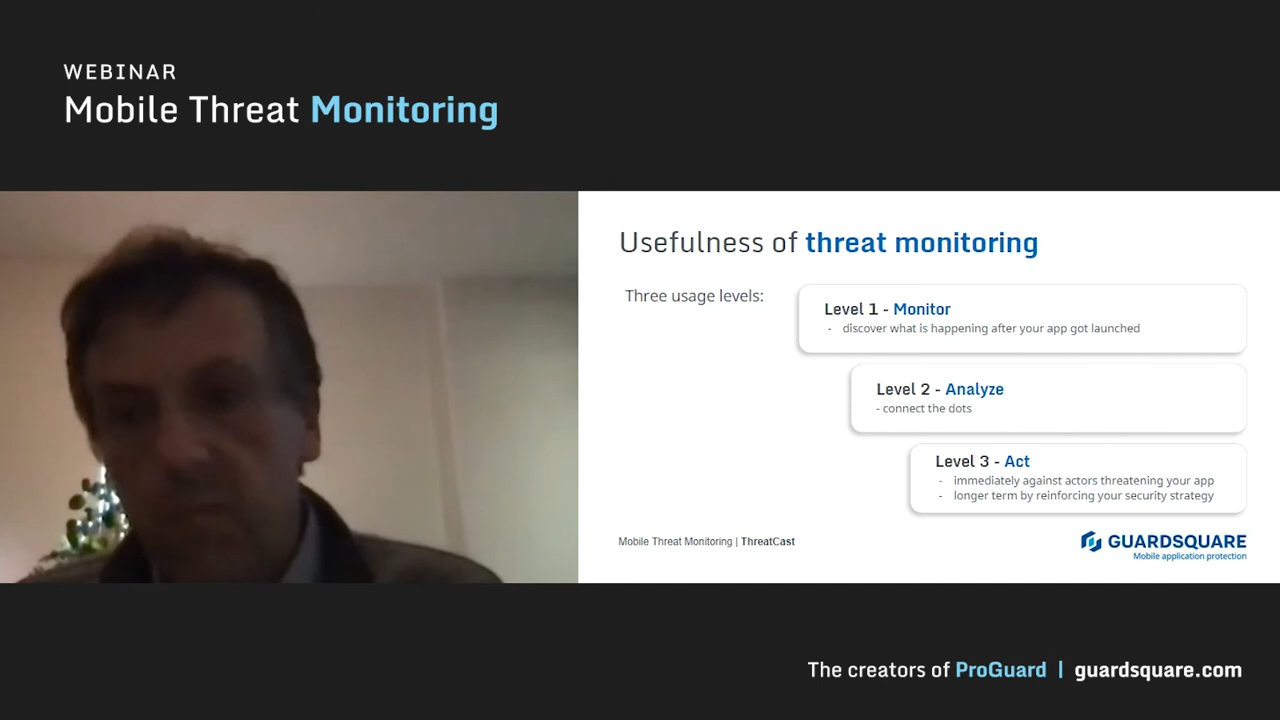 WEBINAR
Mobile Threat Monitoring
Usefulness of threat monitoring
Three usage levels:
Level 1 - Monitor
- discover what is happening after your app got launched
Level 2 - Analyze
- connect the dots
Level 3 - Act
- immediately against actors threatening your app
- longer term by reinforcing your security strategy
Mobile Threat Monitoring | ThreatCast
GUARDSQUARE
Mobile application protection
The creators of ProGuard | guardsquare.com